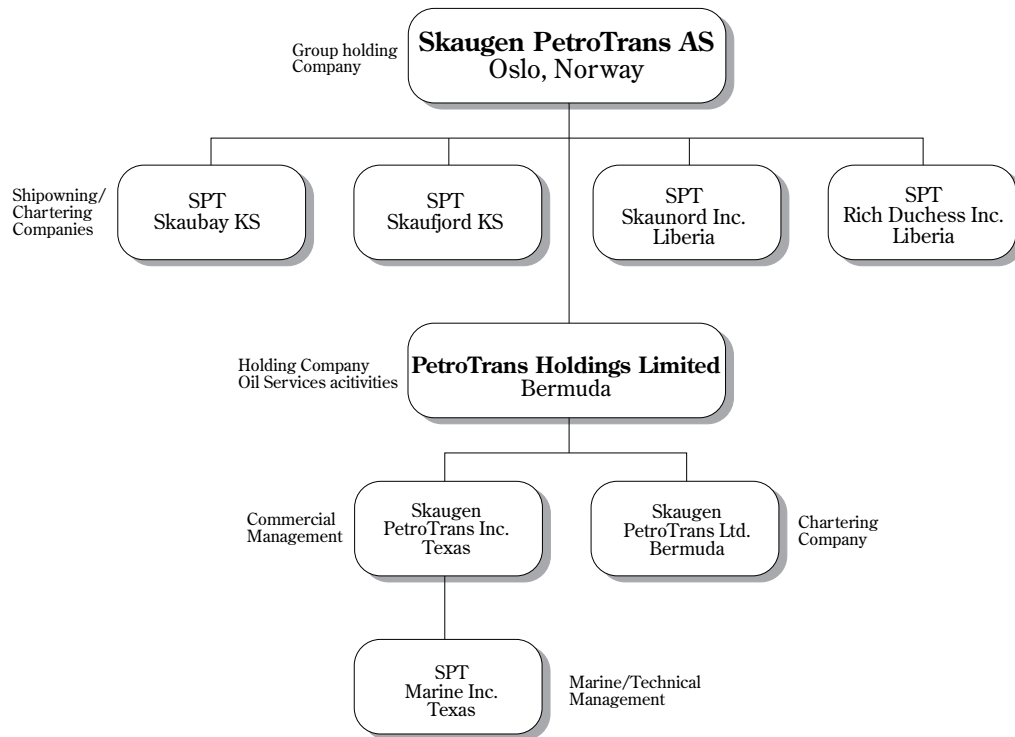 Group holding
Company
Skaugen PetroTrans AS
Oslo, Norway
Shipowning/
Chartering
Companies
SPT
Skaubay KS
SPT
Skaufjord KS
SPT
Skaunord Inc.
Liberia
SPT
Rich Duchess Inc.
Liberia
Holding Company
Oil Services acitivities
PetroTrans Holdings Limited
Bermuda
Commercial
Management
Skaugen
PetroTrans Inc.
Texas
Skaugen
PetroTrans Ltd.
Bermuda
Chartering
Company
SPT
Marine Inc.
Texas
Marine/Technical
Management